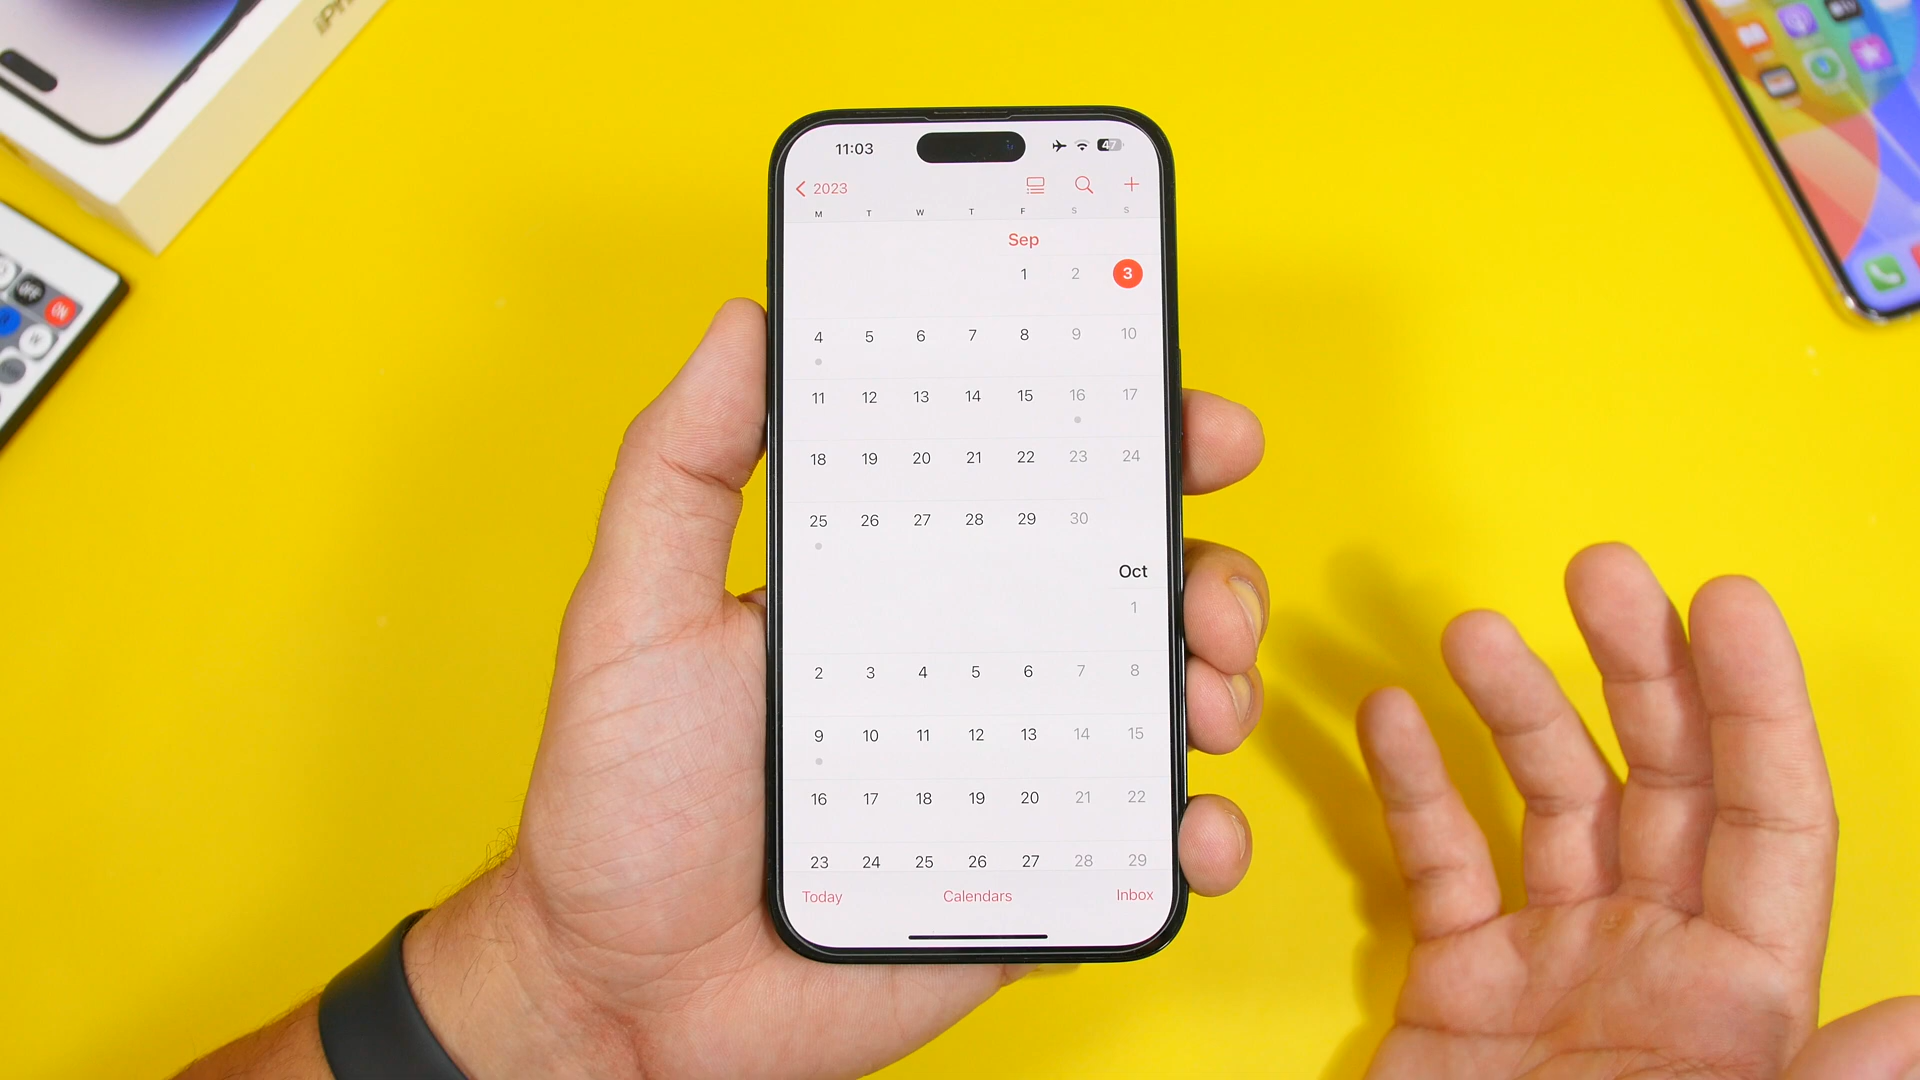 11:03
47
2023
M T W T F S S
Sep
1 2 3
4 5 6 7 8 9 10
11 12 13 14 15 16 17
18 19 20 21 22 23 24
25 26 27 28 29 30
Oct
1
2 3 4 5 6 7 8
9 10 11 12 13 14 15
16 17 18 19 20 21 22
23 24 25 26 27 28 29
Today Calendars Inbox
OFF
ON
W